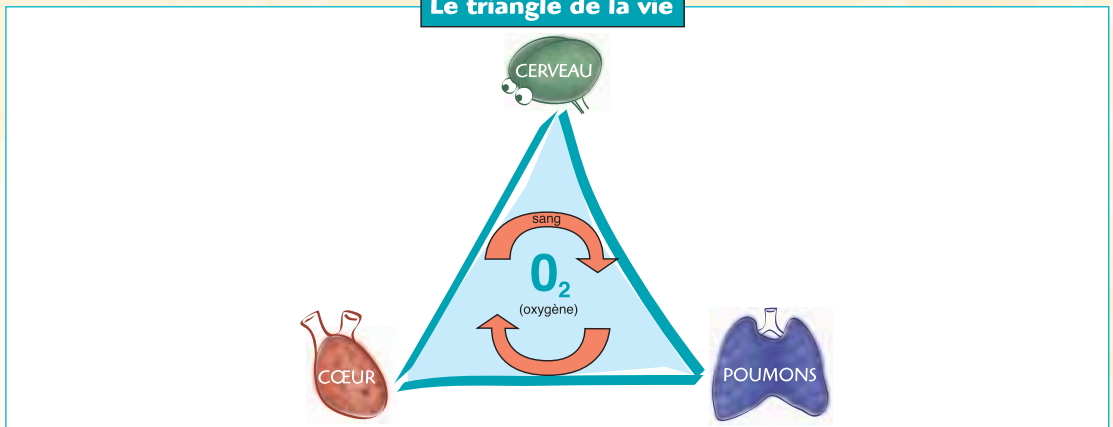 Le triangle de la vie
CERVEAU
sang
0₂
(oxygène)
CŒUR
POUMONS